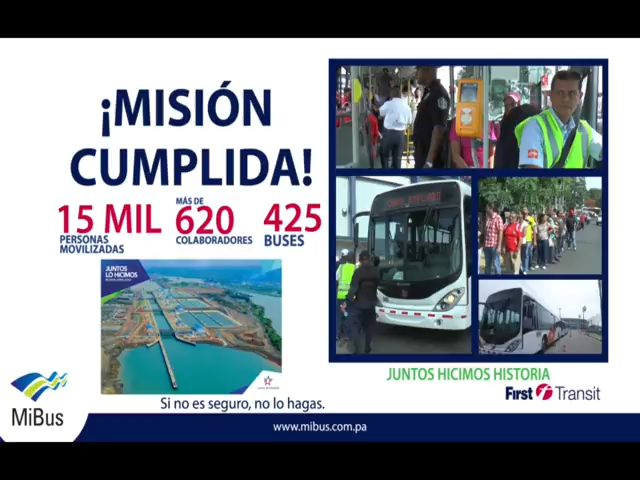 ¡MISIÓN
CUMPLIDA!
15 MIL
PERSONAS
MOVILIZADAS
MÁS DE
620
COLABORADORES
425
BUSES
JUNTOS
LO HICIMOS
JUNTOS HICIMOS HISTORIA
First Transit
Si no es seguro, no lo hagas.
MiBus
www.mibus.com.pa